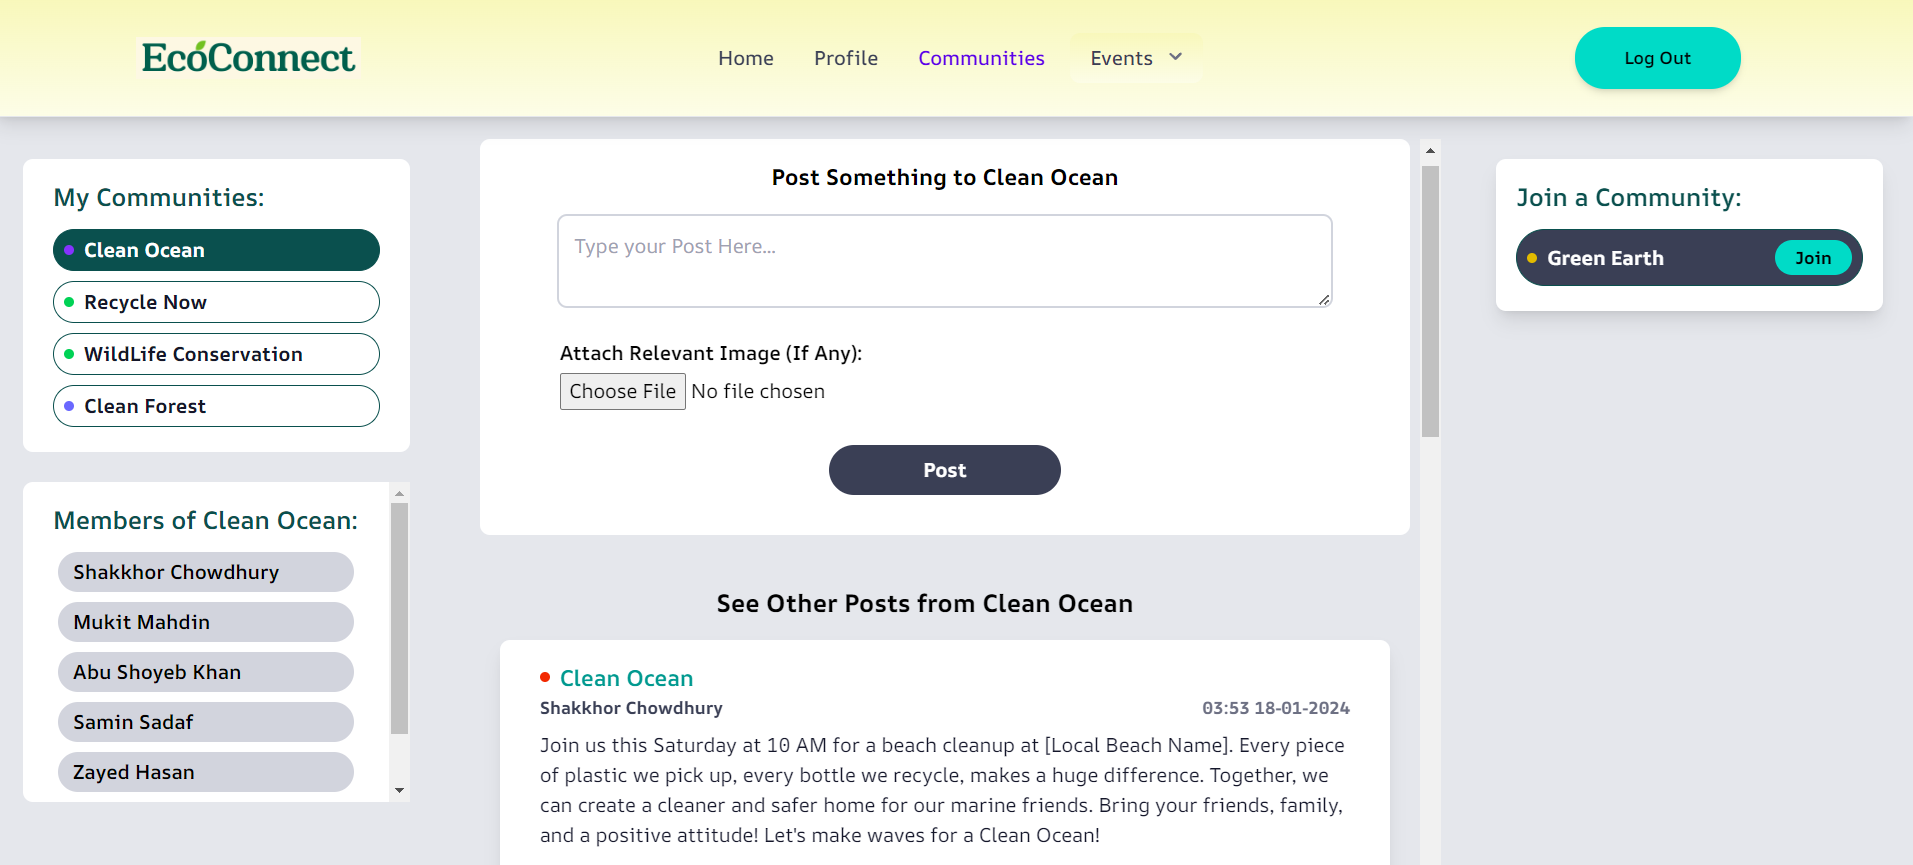 EcoConnect
Home
Profile
Communities
Events
Log Out
My Communities:
Clean Ocean
Recycle Now
WildLife Conservation
Clean Forest
Members of Clean Ocean:
Shakkhor Chowdhury
Mukit Mahdin
Abu Shoyeb Khan
Samin Sadaf
Zayed Hasan
Post Something to Clean Ocean
Type your Post Here...
Attach Relevant Image (If Any):
Choose File No file chosen
Post
See Other Posts from Clean Ocean
Clean Ocean
Shakkhor Chowdhury
03:53 18-01-2024
Join us this Saturday at 10 AM for a beach cleanup at [Local Beach Name]. Every piece
of plastic we pick up, every bottle we recycle, makes a huge difference. Together, we
can create a cleaner and safer home for our marine friends. Bring your friends, family,
and a positive attitude! Let's make waves for a Clean Ocean!
Join a Community:
Green Earth
Join